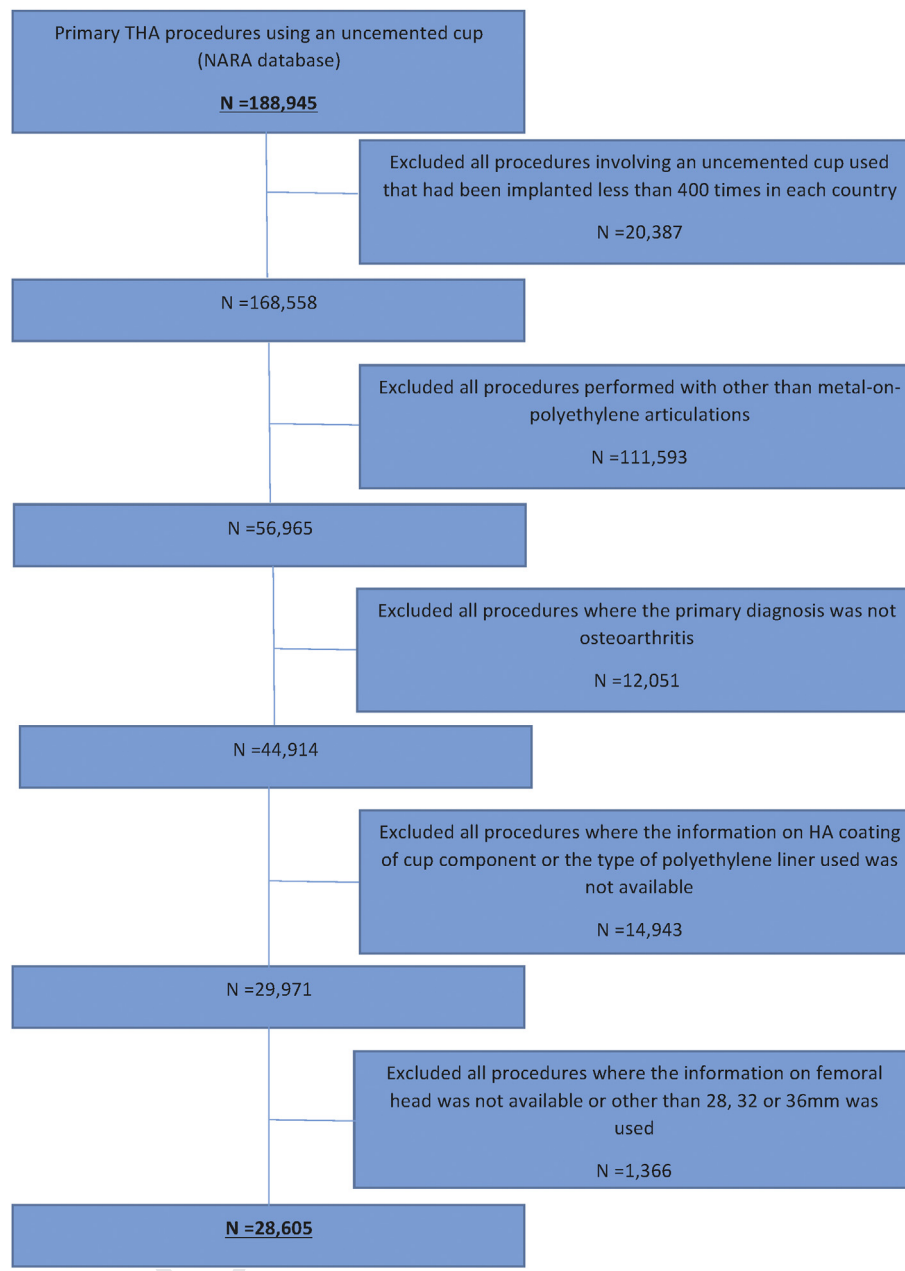 Primary THA procedures using an uncemented cup
(NARA database)
N =188,945
Excluded all procedures involving an uncemented cup used
that had been implanted less than 400 times in each country
N =20,387
N =168,558
Excluded all procedures performed with other than metal-on-
polyethylene articulations
N =111,593
N =56,965
Excluded all procedures where the primary diagnosis was not
osteoarthritis
N =12,051
N =44,914
Excluded all procedures where the information on HA coating
of cup component or the type of polyethylene liner used was
not available
N =14,943
N =29,971
Excluded all procedures where the information on femoral
head was not available or other than 28, 32 or 36mm was
used
N =1,366
N =28,605